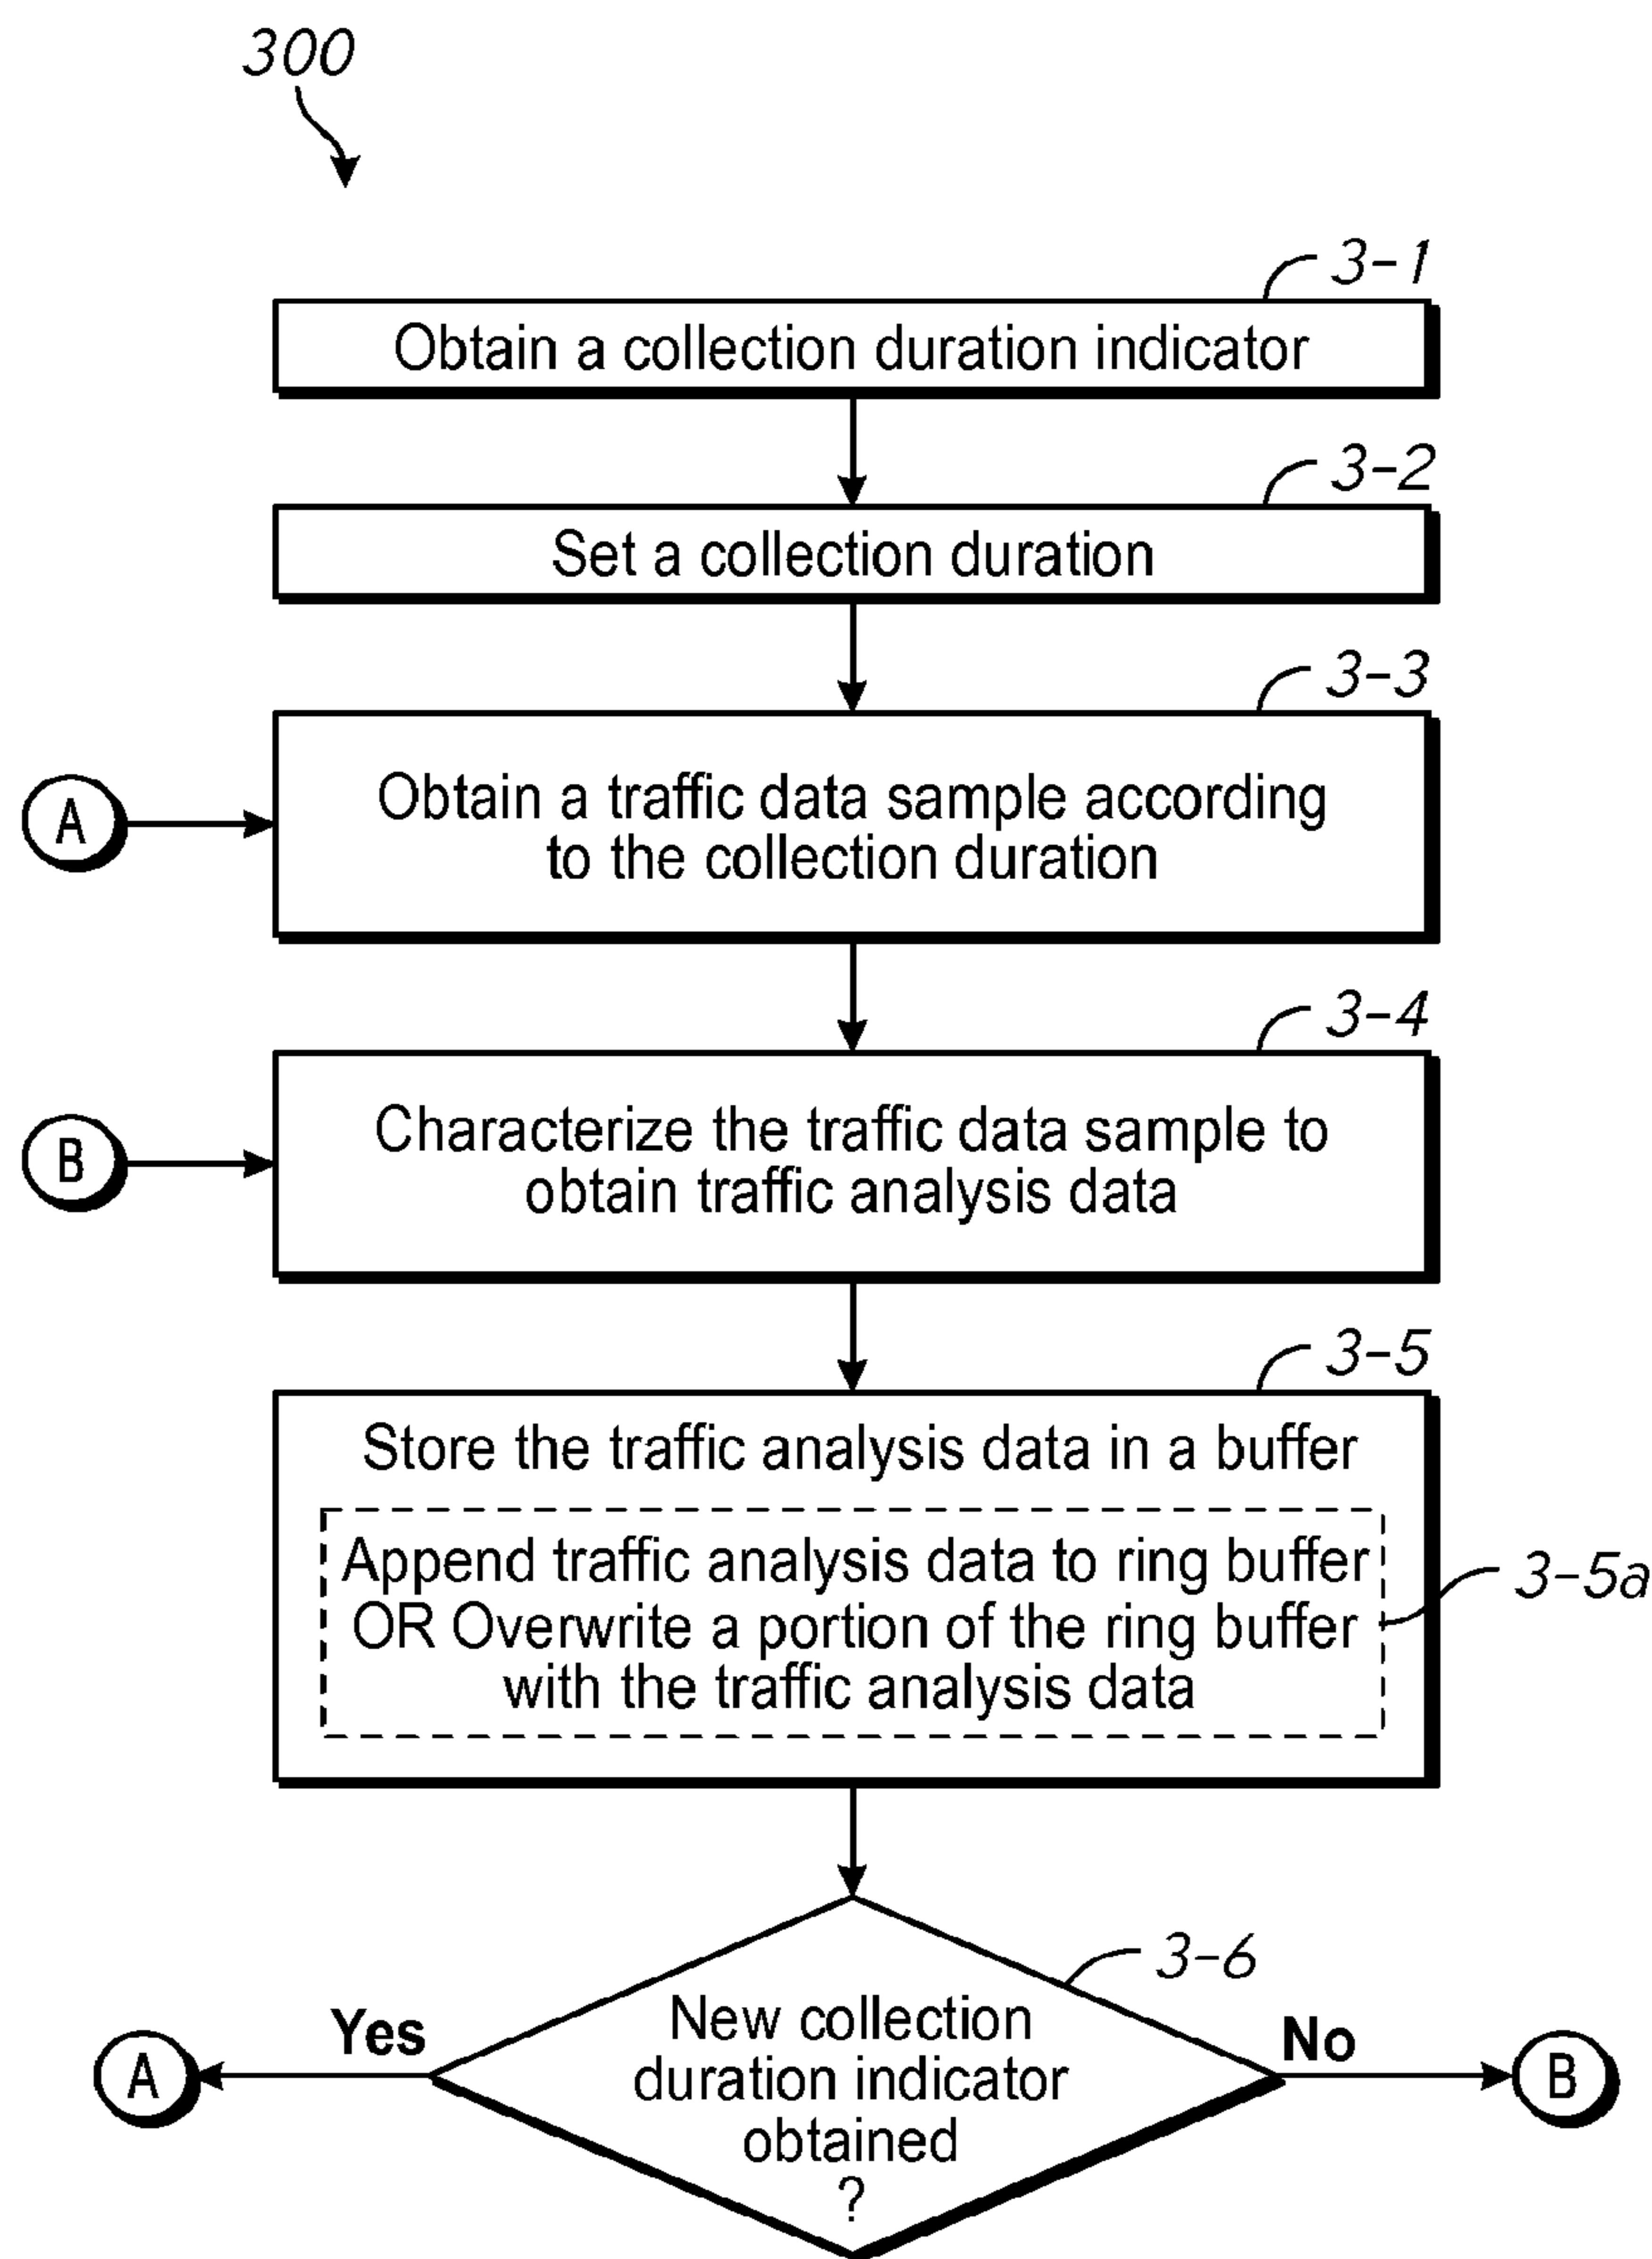 300
3-1
Obtain a collection duration indicator
3-2
Set a collection duration
3-3
A
Obtain a traffic data sample according
to the collection duration
3-4
B
Characterize the traffic data sample to
obtain traffic analysis data
3-5
Store the traffic analysis data in a buffer
Append traffic analysis data to ring buffer
OR Overwrite a portion of the ring buffer
with the traffic analysis data
3-5a
3-6
New collection
duration indicator
obtained
?
Yes
A
No
B